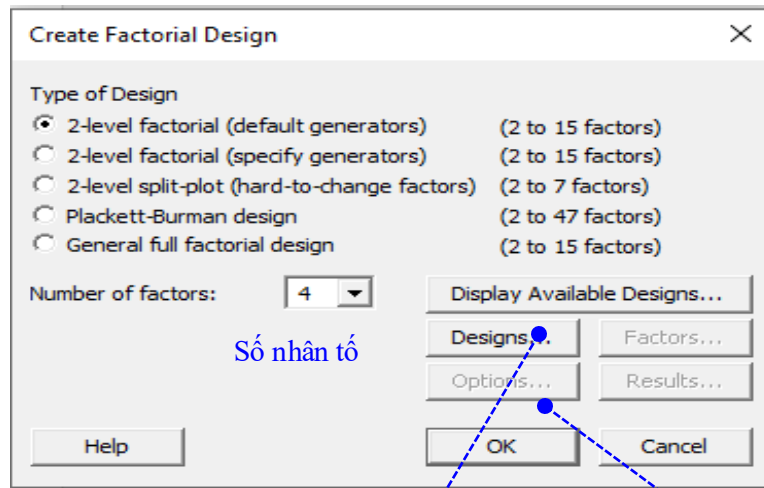 Create Factorial Design
Type of Design
2-level factorial (default generators) (2 to 15 factors)
2-level factorial (specify generators) (2 to 15 factors)
2-level split-plot (hard-to-change factors) (2 to 7 factors)
Plackett-Burman design (2 to 47 factors)
General full factorial design (2 to 15 factors)
Number of factors: 4 Display Available Designs...
Số nhân tố Designs... Factors...
Options... Results...
Help OK Cancel